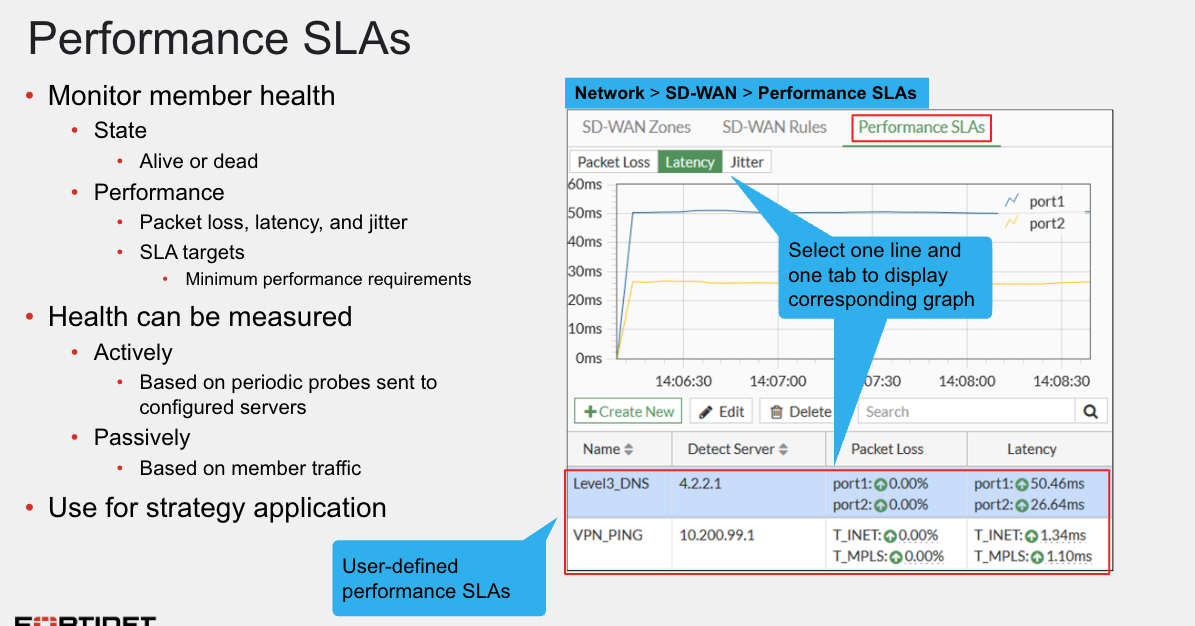 Performance SLAs
Monitor member health
State
Alive or dead
Performance
Packet loss, latency, and jitter
SLA targets
Minimum performance requirements
Health can be measured
Actively
Based on periodic probes sent to
configured servers
Passively
Based on member traffic
Use for strategy application
Network > SD-WAN > Performance SLAs
SD-WAN Zones SD-WAN Rules Performance SLAs
Packet Loss Latency Jitter
60ms
50ms
40ms
30ms
20ms
10ms
0ms
port1
port2
Select one line and
one tab to display
corresponding graph
14:06:30 14:07:00 07:30 14:08:00 14:08:30
Create New Edit Delete Search
Name Detect Server Packet Loss Latency
Level3_DNS 4.2.2.1 port1: 0.00% port1: 50.46ms
port2: 0.00% port2: 26.64ms
VPN_PING 10.200.99.1 T_INET: 0.00% T_INET: 1.34ms
T_MPLS: 0.00% T_MPLS: 1.10ms
User-defined
performance SLAs